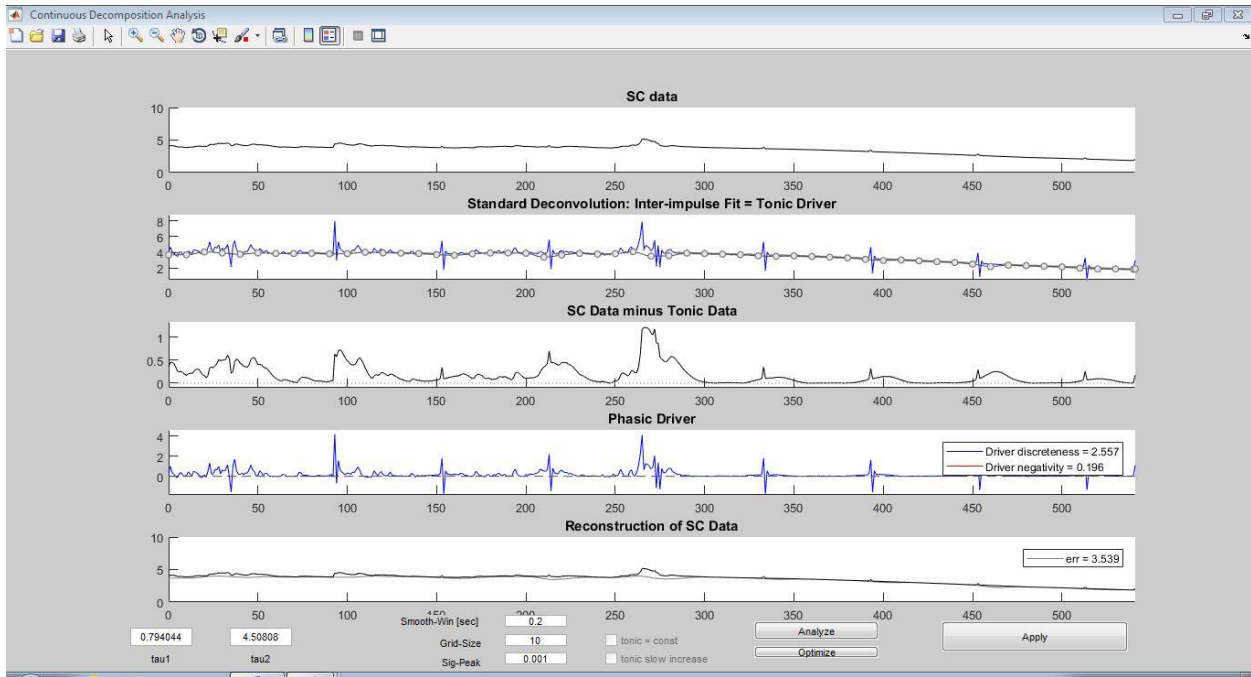 Continuous Decomposition Analysis
SC data
10
5
0
0 50 100 150 200 250 300 350 400 450 500
Standard Deconvolution: Inter-impulse Fit = Tonic Driver
8
6
4
2
0 50 100 150 200 250 300 350 400 450 500
SC Data minus Tonic Data
1
0.5
0
0 50 100 150 200 250 300 350 400 450 500
Phasic Driver
4
2
0
Driver discreteness = 2.557
Driver negativity = 0.196
0 50 100 150 200 250 300 350 400 450 500
Reconstruction of SC Data
10
5
0
err = 3.539
0 50 100 150 200 250 300 350 400 450 500
0.794044 4.50808
tau1 tau2
Smooth-Win [sec] 0.2
Grid-Size 10
Sig-Peak 0.001
tonic = const
tonic slow increase
Analyze
Optimize
Apply